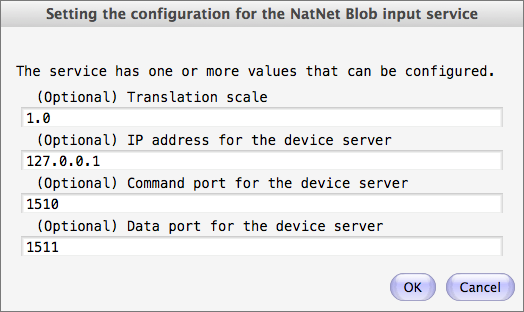 Setting the configuration for the NatNet Blob input service
The service has one or more values that can be configured.
(Optional) Translation scale
1.0
(Optional) IP address for the device server
127.0.0.1
(Optional) Command port for the device server
1510
(Optional) Data port for the device server
1511
OK Cancel